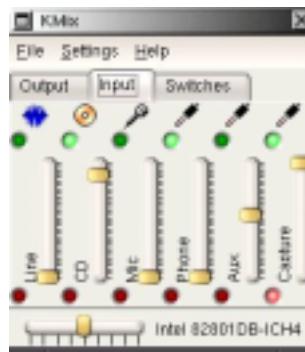 KMix
File Settings Help
Output Input Switches
Line CD Mic Phone Aux Capture
Intel 82801DB-ICH4